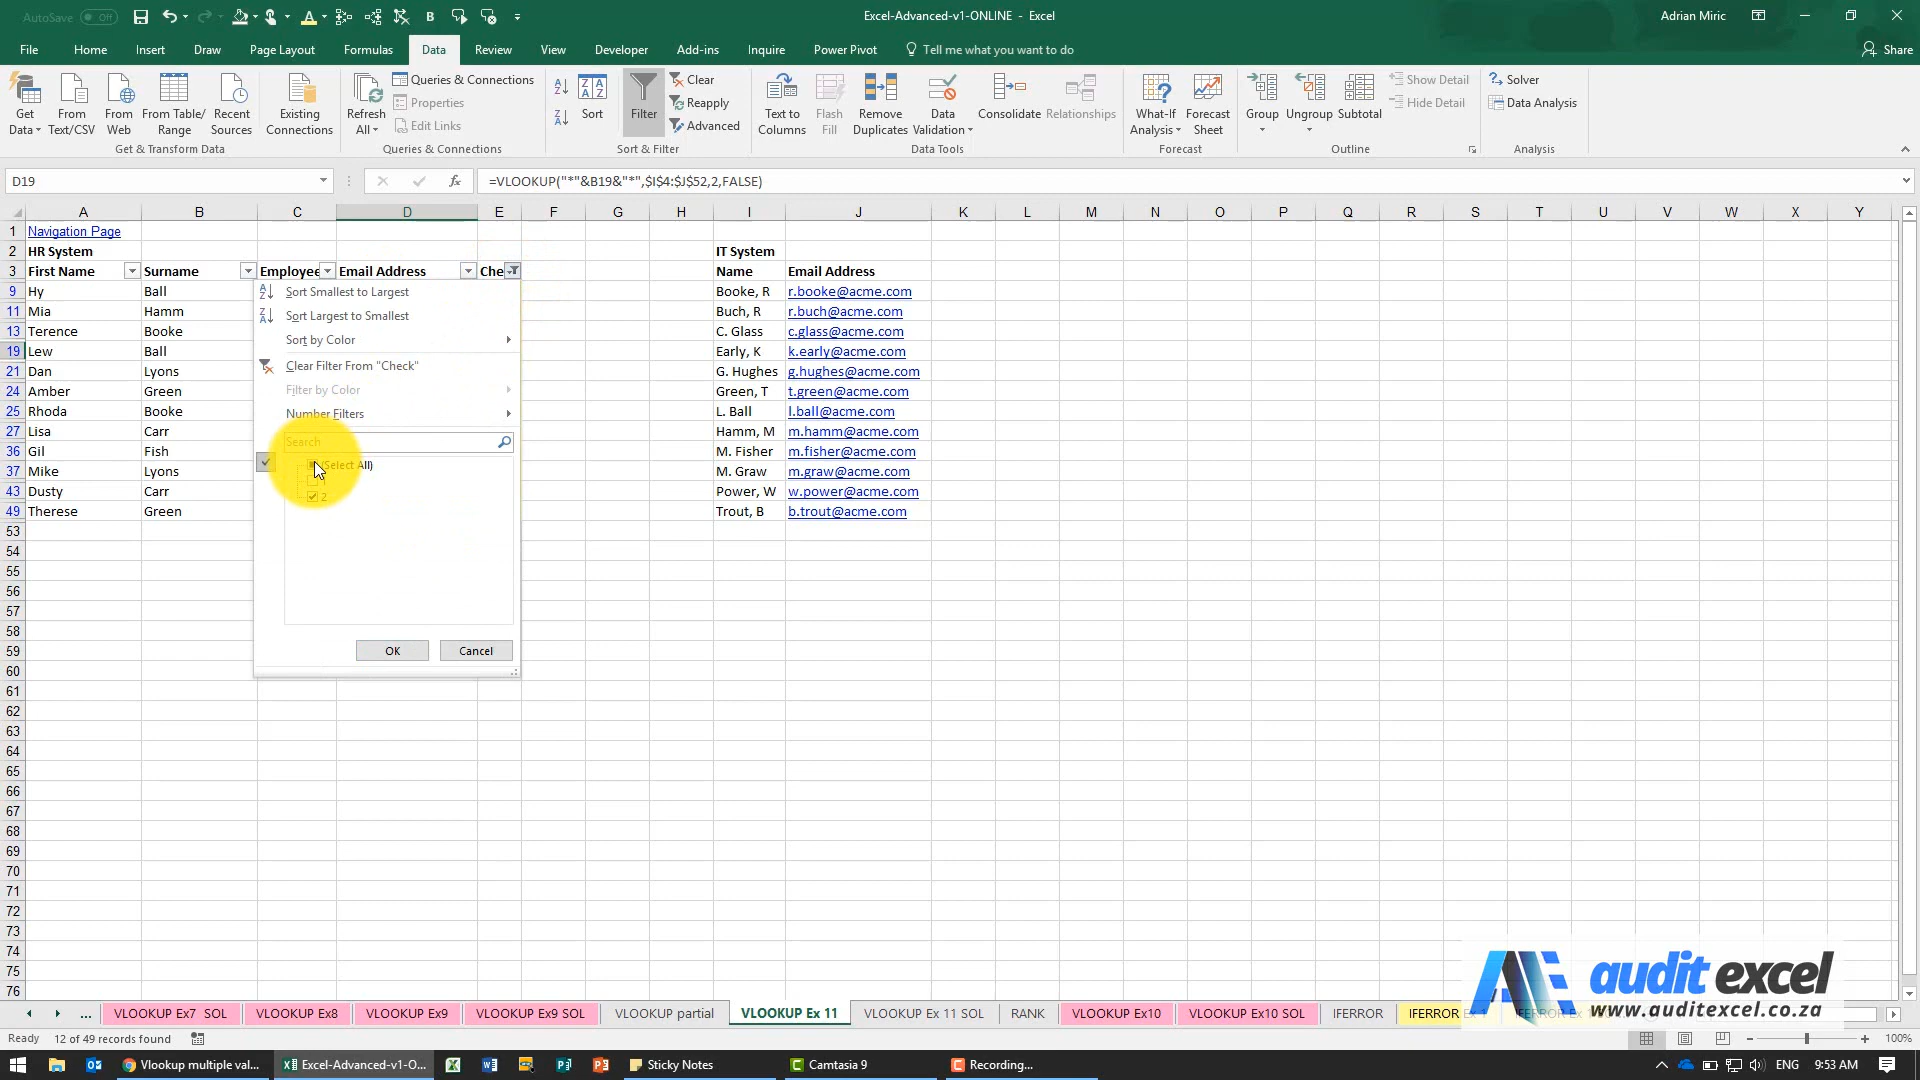 AutoSave Off
B
Excel-Advanced-v1-ONLINE - Excel
Adrian Miric
File Home Insert Draw Page Layout Formulas Data Review View Developer Add-ins Inquire Power Pivot Tell me what you want to do Share
Get Data
From Text/CSV
From Web
From Table/ Range
Recent Sources
Existing Connections
Get & Transform Data
Refresh All
Queries & Connections
Properties
Edit Links
Queries & Connections
Sort
Filter
Clear
Reapply
Advanced
Sort & Filter
Text to Columns
Flash Fill
Remove Duplicates
Data Validation
Consolidate
Relationships
Data Tools
What-If Analysis
Forecast Sheet
Forecast
Group
Ungroup
Subtotal
Show Detail
Hide Detail
Outline
Solver
Data Analysis
Analysis
D19 fx =VLOOKUP("*"&B19&"*",$I$4:$J$52,2,FALSE)
A B C D E F G H I J K L M N O P Q R S T U V W X Y
1 Navigation Page
2 HR System IT System
3 First Name Surname Employee Email Address Che Name Email Address
9 Hy Ball Booke, R r.booke@acme.com
11 Mia Hamm Buch, R r.buch@acme.com
13 Terence Booke C. Glass c.glass@acme.com
19 Lew Ball Early, K k.early@acme.com
21 Dan Lyons G. Hughes g.hughes@acme.com
24 Amber Green Green, T t.green@acme.com
25 Rhoda Booke L. Ball l.ball@acme.com
27 Lisa Carr Hamm, M m.hamm@acme.com
36 Gil Fish M. Fisher m.fisher@acme.com
37 Mike Lyons M. Graw m.graw@acme.com
43 Dusty Carr Power, W w.power@acme.com
49 Therese Green Trout, B b.trout@acme.com
53
54
55
56
57
58
59
60
61
62
63
64
65
66
67
68
69
70
71
72
73
74
75
76
Sort Smallest to Largest
Sort Largest to Smallest
Sort by Color
Clear Filter From "Check"
Filter by Color
Number Filters
Search
(Select All)
2
OK Cancel
audit excel
www.auditexcel.co.za
... VLOOKUP Ex7 SOL VLOOKUP Ex8 VLOOKUP Ex9 VLOOKUP Ex9 SOL VLOOKUP partial VLOOKUP Ex 11 VLOOKUP Ex 11 SOL RANK VLOOKUP Ex10 VLOOKUP Ex10 SOL IFERROR IFERROR
Ready 12 of 49 records found 100%
Vlookup multiple val... Excel-Advanced-v1-O... Sticky Notes Camtasia 9 Recording... ENG 9:53 AM